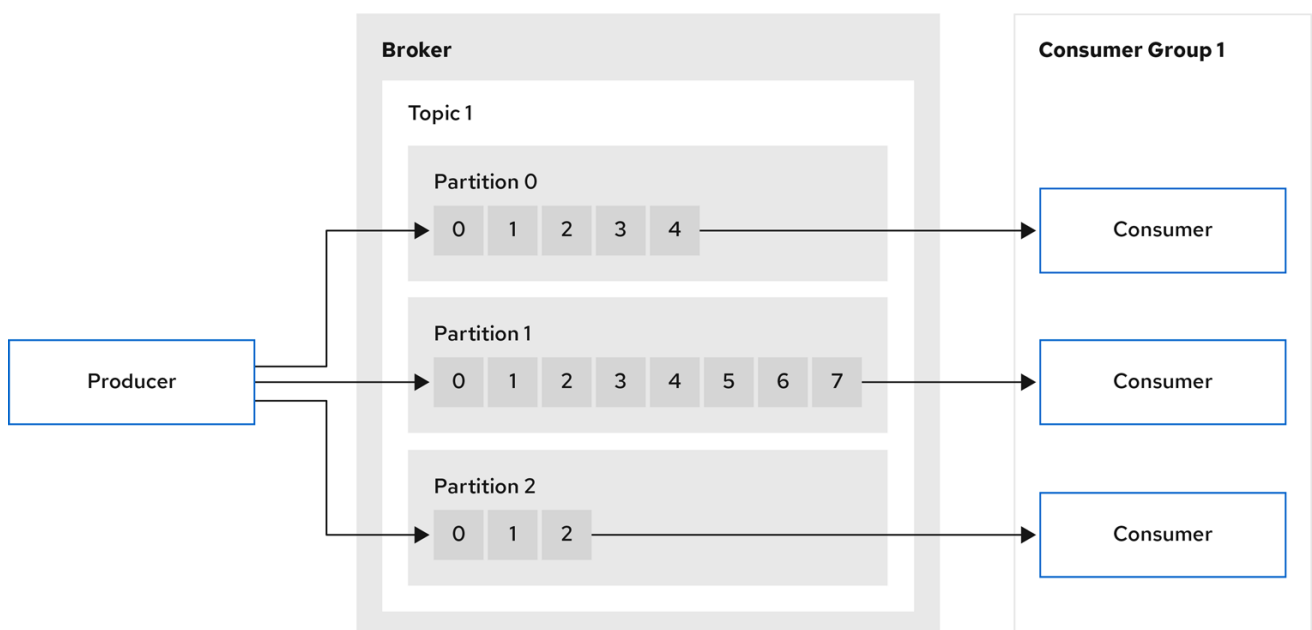 Broker
Topic 1
Partition 0
0 1 2 3 4
Partition 1
0 1 2 3 4 5 6 7
Partition 2
0 1 2
Producer
Consumer Group 1
Consumer
Consumer
Consumer